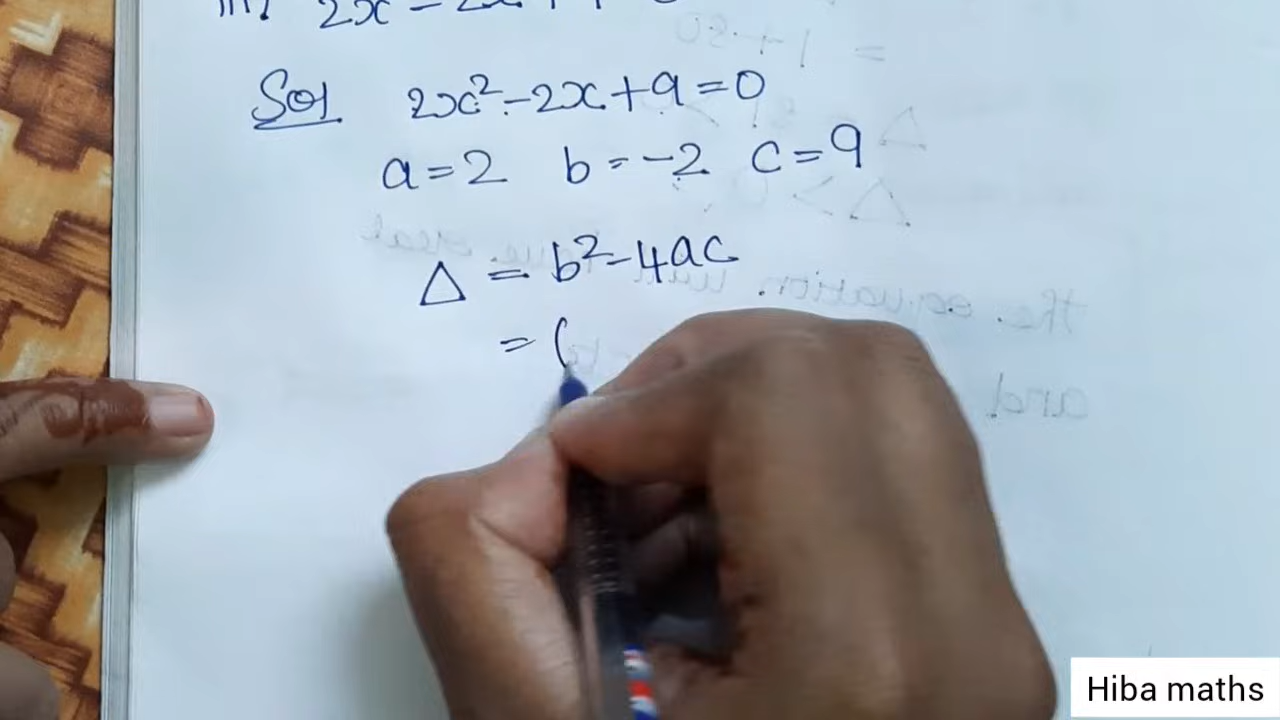 Sol 2x²-2x+9=0
a=2 b=-2 c=9
Δ = b²-4ac
= (
Hiba maths